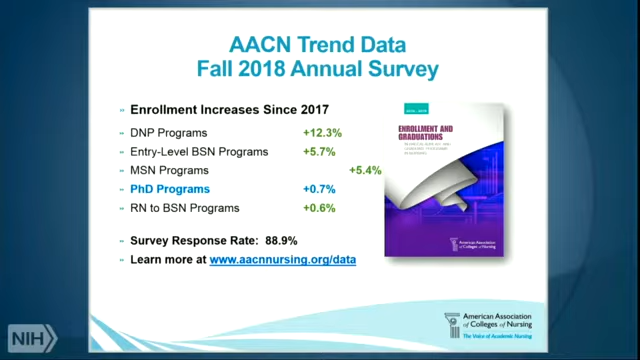 AACN Trend Data
Fall 2018 Annual Survey
Enrollment Increases Since 2017
DNP Programs +12.3%
Entry-Level BSN Programs +5.7%
MSN Programs +5.4%
PhD Programs +0.7%
RN to BSN Programs +0.6%
Survey Response Rate: 88.9%
Learn more at www.aacnnursing.org/data
ENROLLMENT AND
GRADUATIONS
American Association
of Colleges of Nursing
American Association
of Colleges of Nursing
The Voice of Academic Nursing
NIH